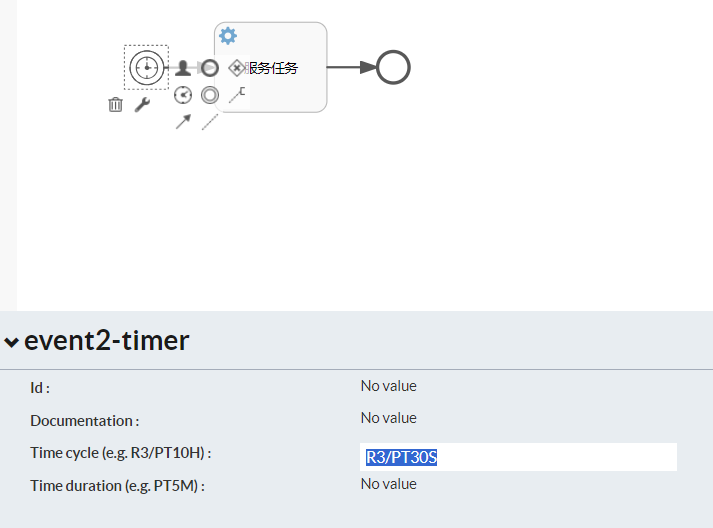 服务任务
event2-timer
Id : No value
Documentation : No value
Time cycle (e.g. R3/PT10H) : R3/PT30S
Time duration (e.g. PT5M) : No value